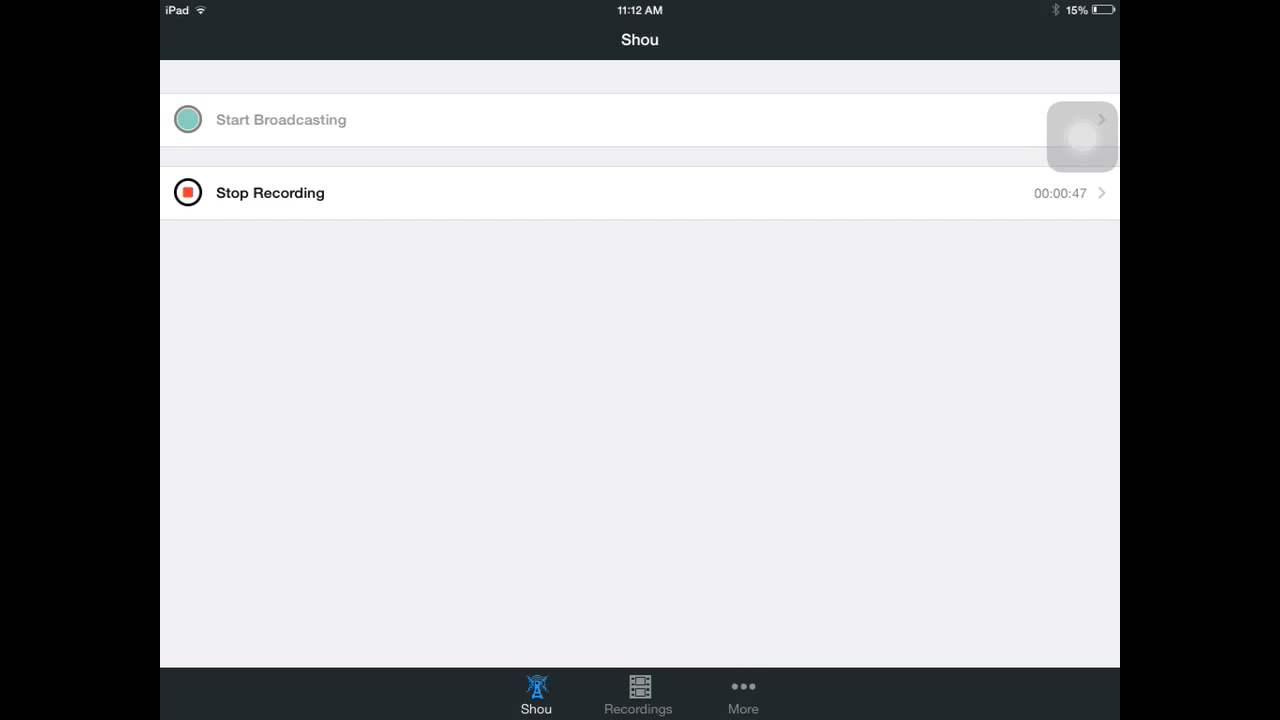 iPad 11:12 AM 15%
Shou
Start Broadcasting
Stop Recording 00:00:47
Shou Recordings More